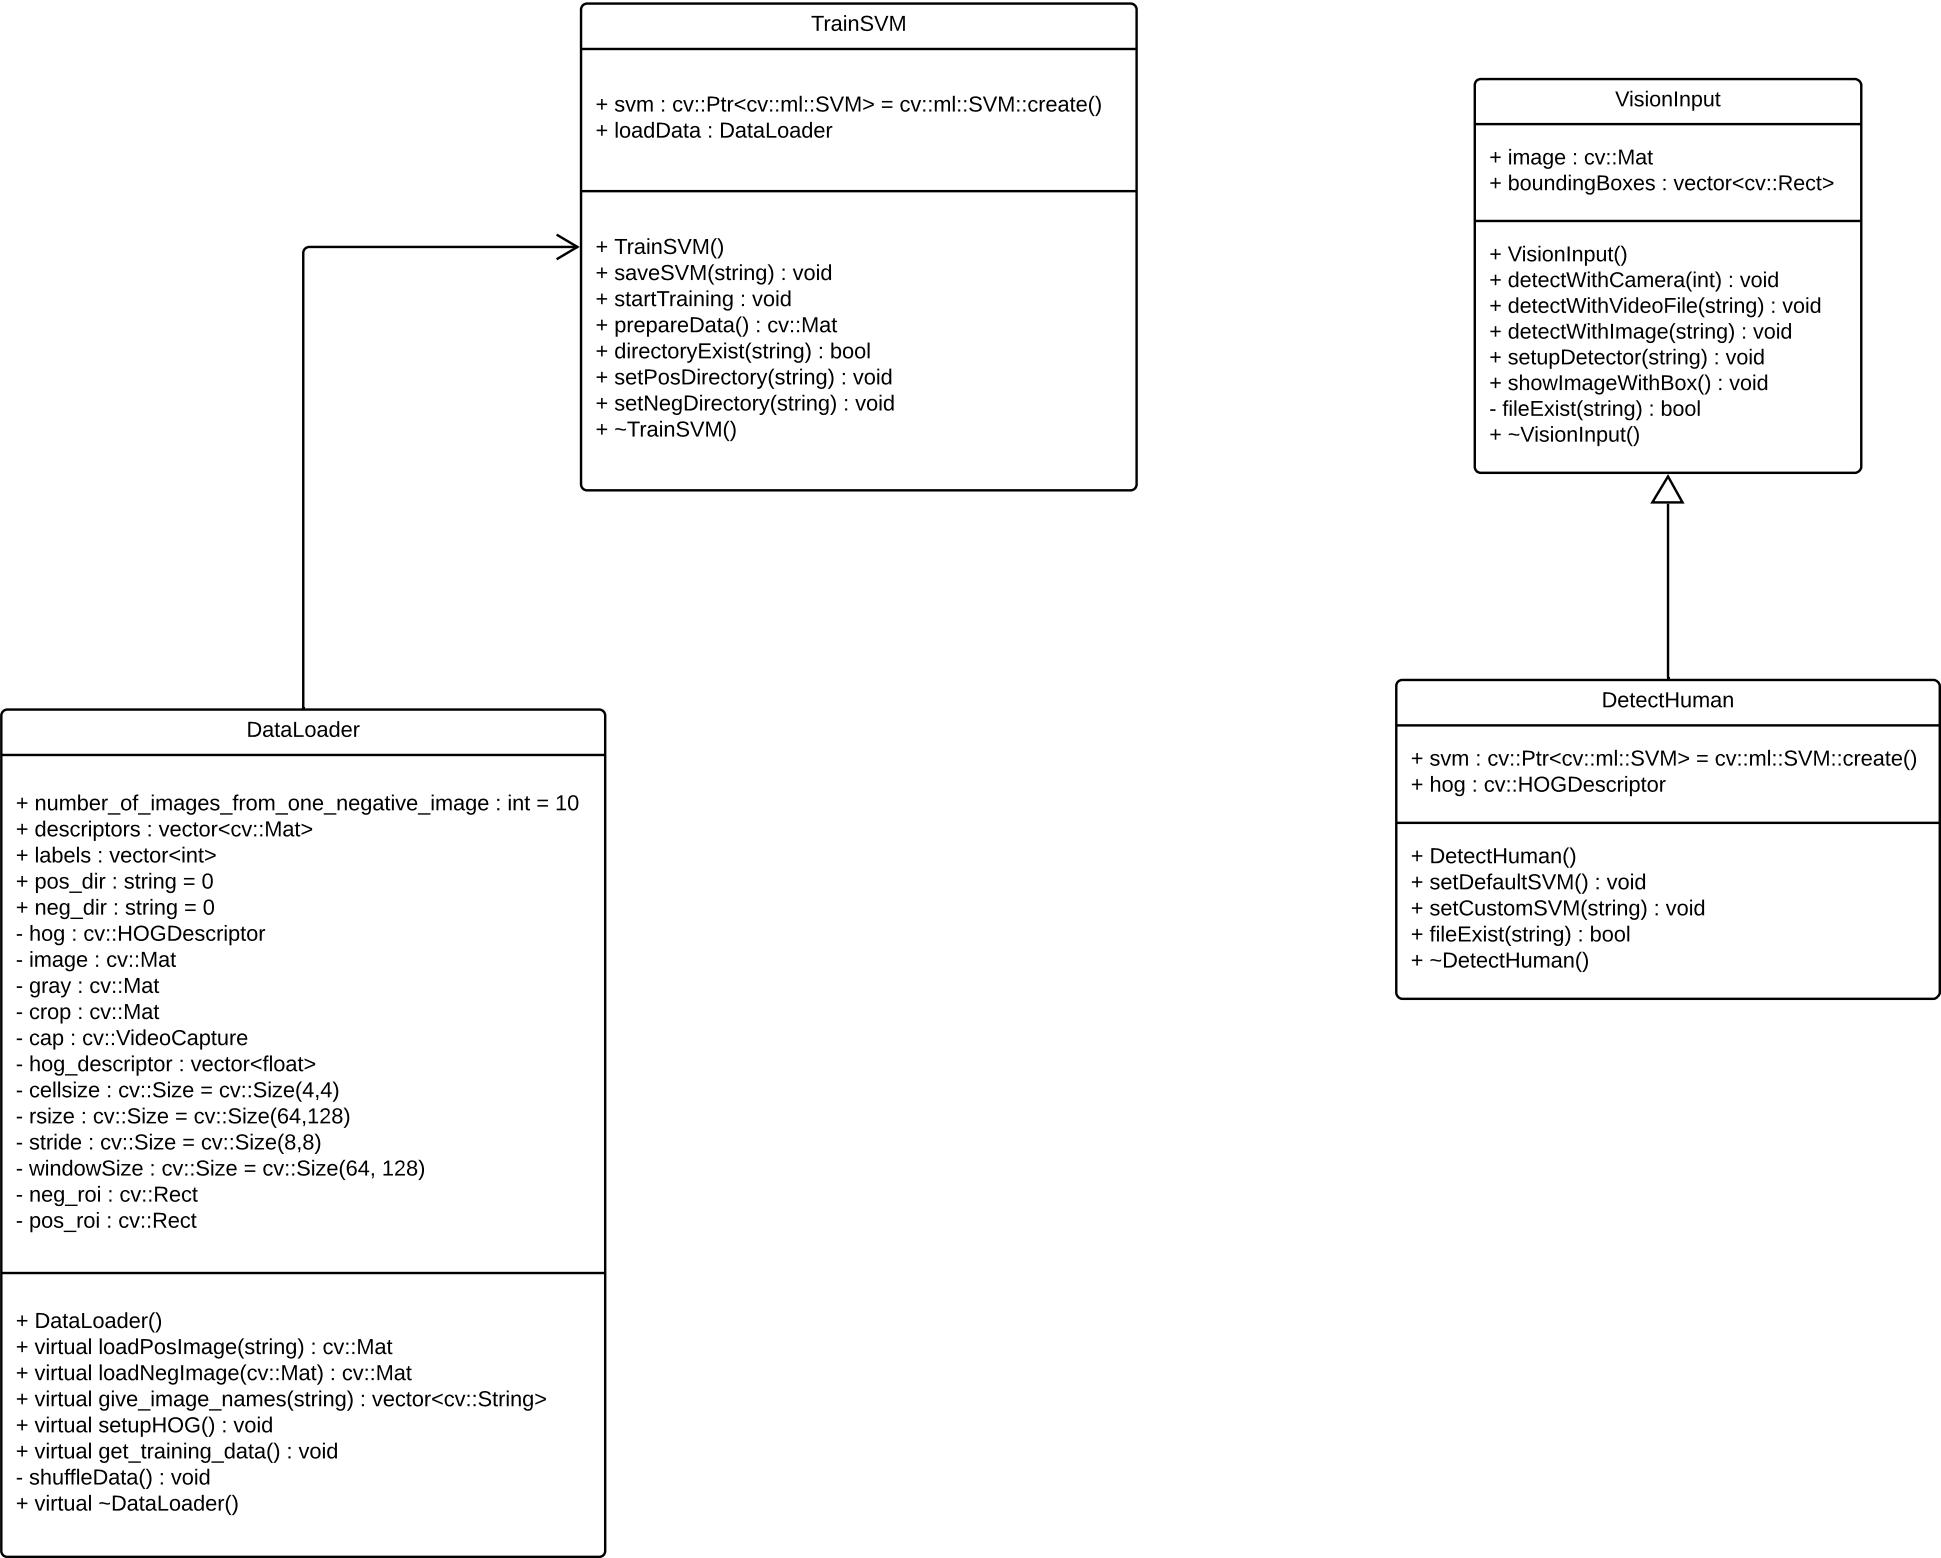 TrainSVM
+ svm : cv::Ptr<cv::ml::SVM> = cv::ml::SVM::create()
+ loadData : DataLoader
+ TrainSVM()
+ saveSVM(string) : void
+ startTraining : void
+ prepareData() : cv::Mat
+ directoryExist(string) : bool
+ setPosDirectory(string) : void
+ setNegDirectory(string) : void
+ ~TrainSVM()
VisionInput
+ image : cv::Mat
+ boundingBoxes : vector<cv::Rect>
+ VisionInput()
+ detectWithCamera(int) : void
+ detectWithVideoFile(string) : void
+ detectWithImage(string) : void
+ setupDetector(string) : void
+ showImageWithBox() : void
- fileExist(string) : bool
+ ~VisionInput()
DataLoader
+ number_of_images_from_one_negative_image : int = 10
+ descriptors : vector<cv::Mat>
+ labels : vector<int>
+ pos_dir : string = 0
+ neg_dir : string = 0
- hog : cv::HOGDescriptor
- image : cv::Mat
- gray : cv::Mat
- crop : cv::Mat
- cap : cv::VideoCapture
- hog_descriptor : vector<float>
- cellsize : cv::Size = cv::Size(4,4)
- rsize : cv::Size = cv::Size(64,128)
- stride : cv::Size = cv::Size(8,8)
- windowSize : cv::Size = cv::Size(64, 128)
- neg_roi : cv::Rect
- pos_roi : cv::Rect
+ DataLoader()
+ virtual loadPosImage(string) : cv::Mat
+ virtual loadNegImage(cv::Mat) : cv::Mat
+ virtual give_image_names(string) : vector<cv::String>
+ virtual setupHOG() : void
+ virtual get_training_data() : void
- shuffleData() : void
+ virtual ~DataLoader()
DetectHuman
+ svm : cv::Ptr<cv::ml::SVM> = cv::ml::SVM::create()
+ hog : cv::HOGDescriptor
+ DetectHuman()
+ setDefaultSVM() : void
+ setCustomSVM(string) : void
+ fileExist(string) : bool
+ ~DetectHuman()